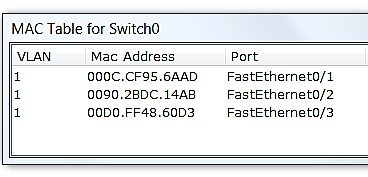 MAC Table for Switch0
VLAN Mac Address Port
1 000C.CF95.6AAD FastEthernet0/1
1 0090.2BDC.14AB FastEthernet0/2
1 00D0.FF48.60D3 FastEthernet0/3